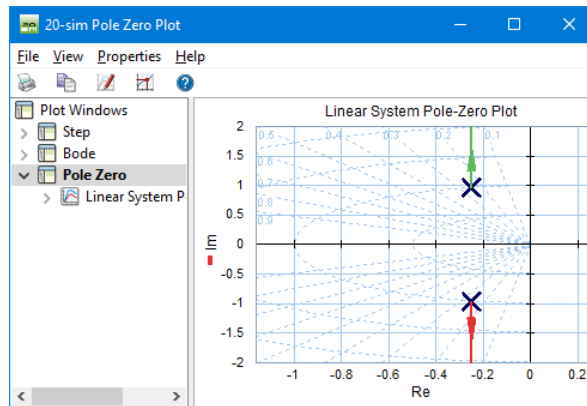 20-sim Pole Zero Plot
File View Properties Help
Plot Windows
Step
Bode
Pole Zero
Linear System P
Linear System Pole-Zero Plot
2
1.5
1
0.5
0
-0.5
-1
-1.5
-2
Im
0.5
0.4
0.3
0.2
0.1
0.6
0.7
0.8
0.9
-1
-0.8
-0.6
-0.4
-0.2
0
0.2
Re